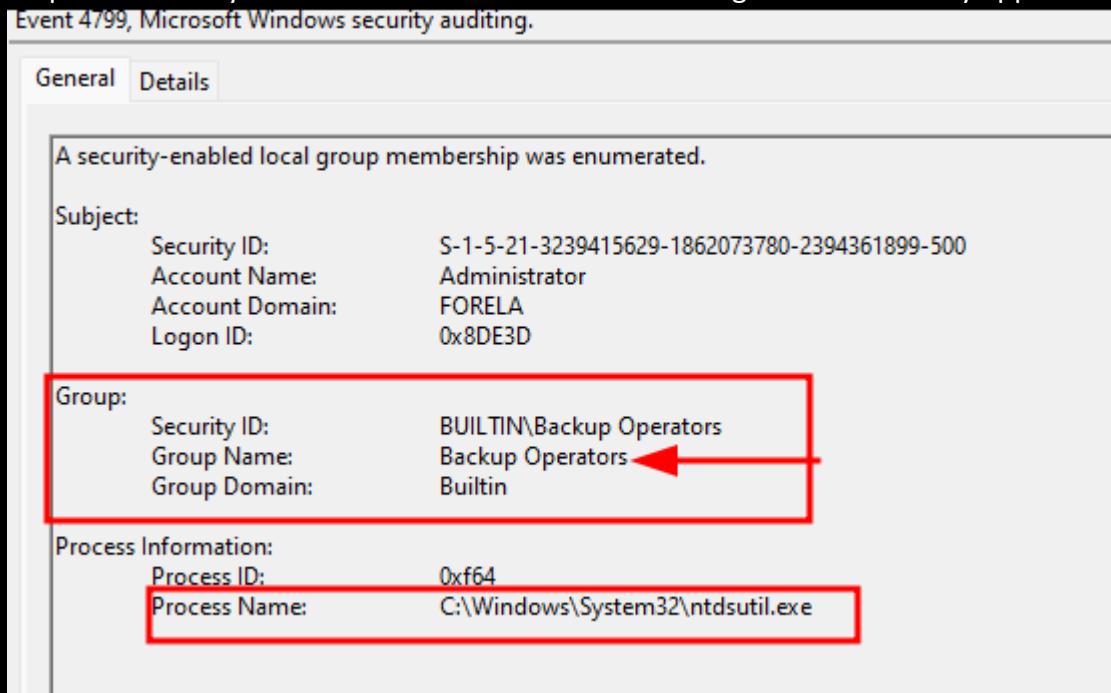 Event 4799, Microsoft Windows security auditing.
General Details
A security-enabled local group membership was enumerated.
Subject:
Security ID: S-1-5-21-3239415629-1862073780-2394361899-500
Account Name: Administrator
Account Domain: FORELA
Logon ID: 0x8DE3D
Group:
Security ID: BUILTIN\Backup Operators
Group Name: Backup Operators
Group Domain: Builtin
Process Information:
Process ID: 0xf64
Process Name: C:\Windows\System32\ntdsutil.exe